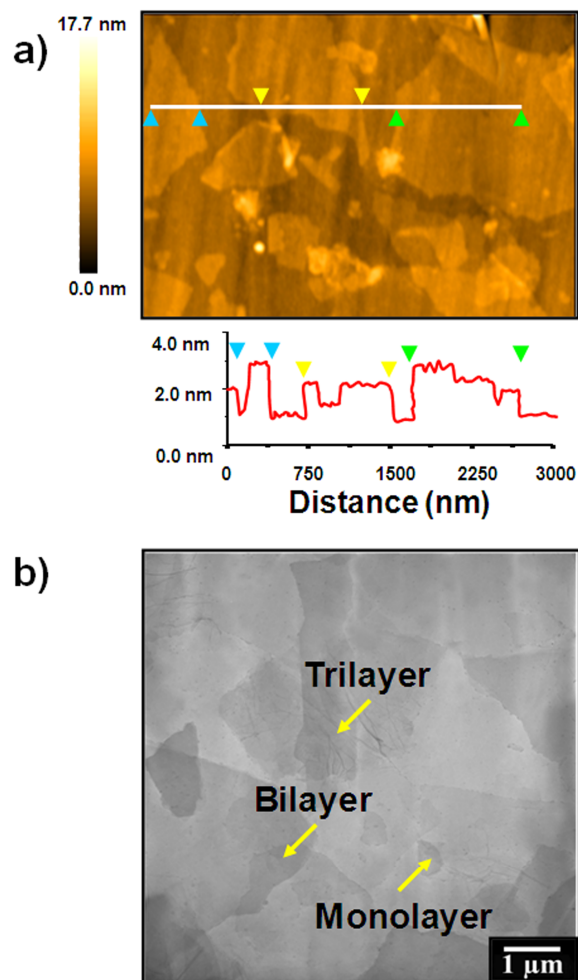 17.7 nm
a)
0.0 nm
4.0 nm
2.0 nm
0.0 nm
0 750 1500 2250 3000
Distance (nm)
b)
Trilayer
Bilayer
Monolayer
1 µm